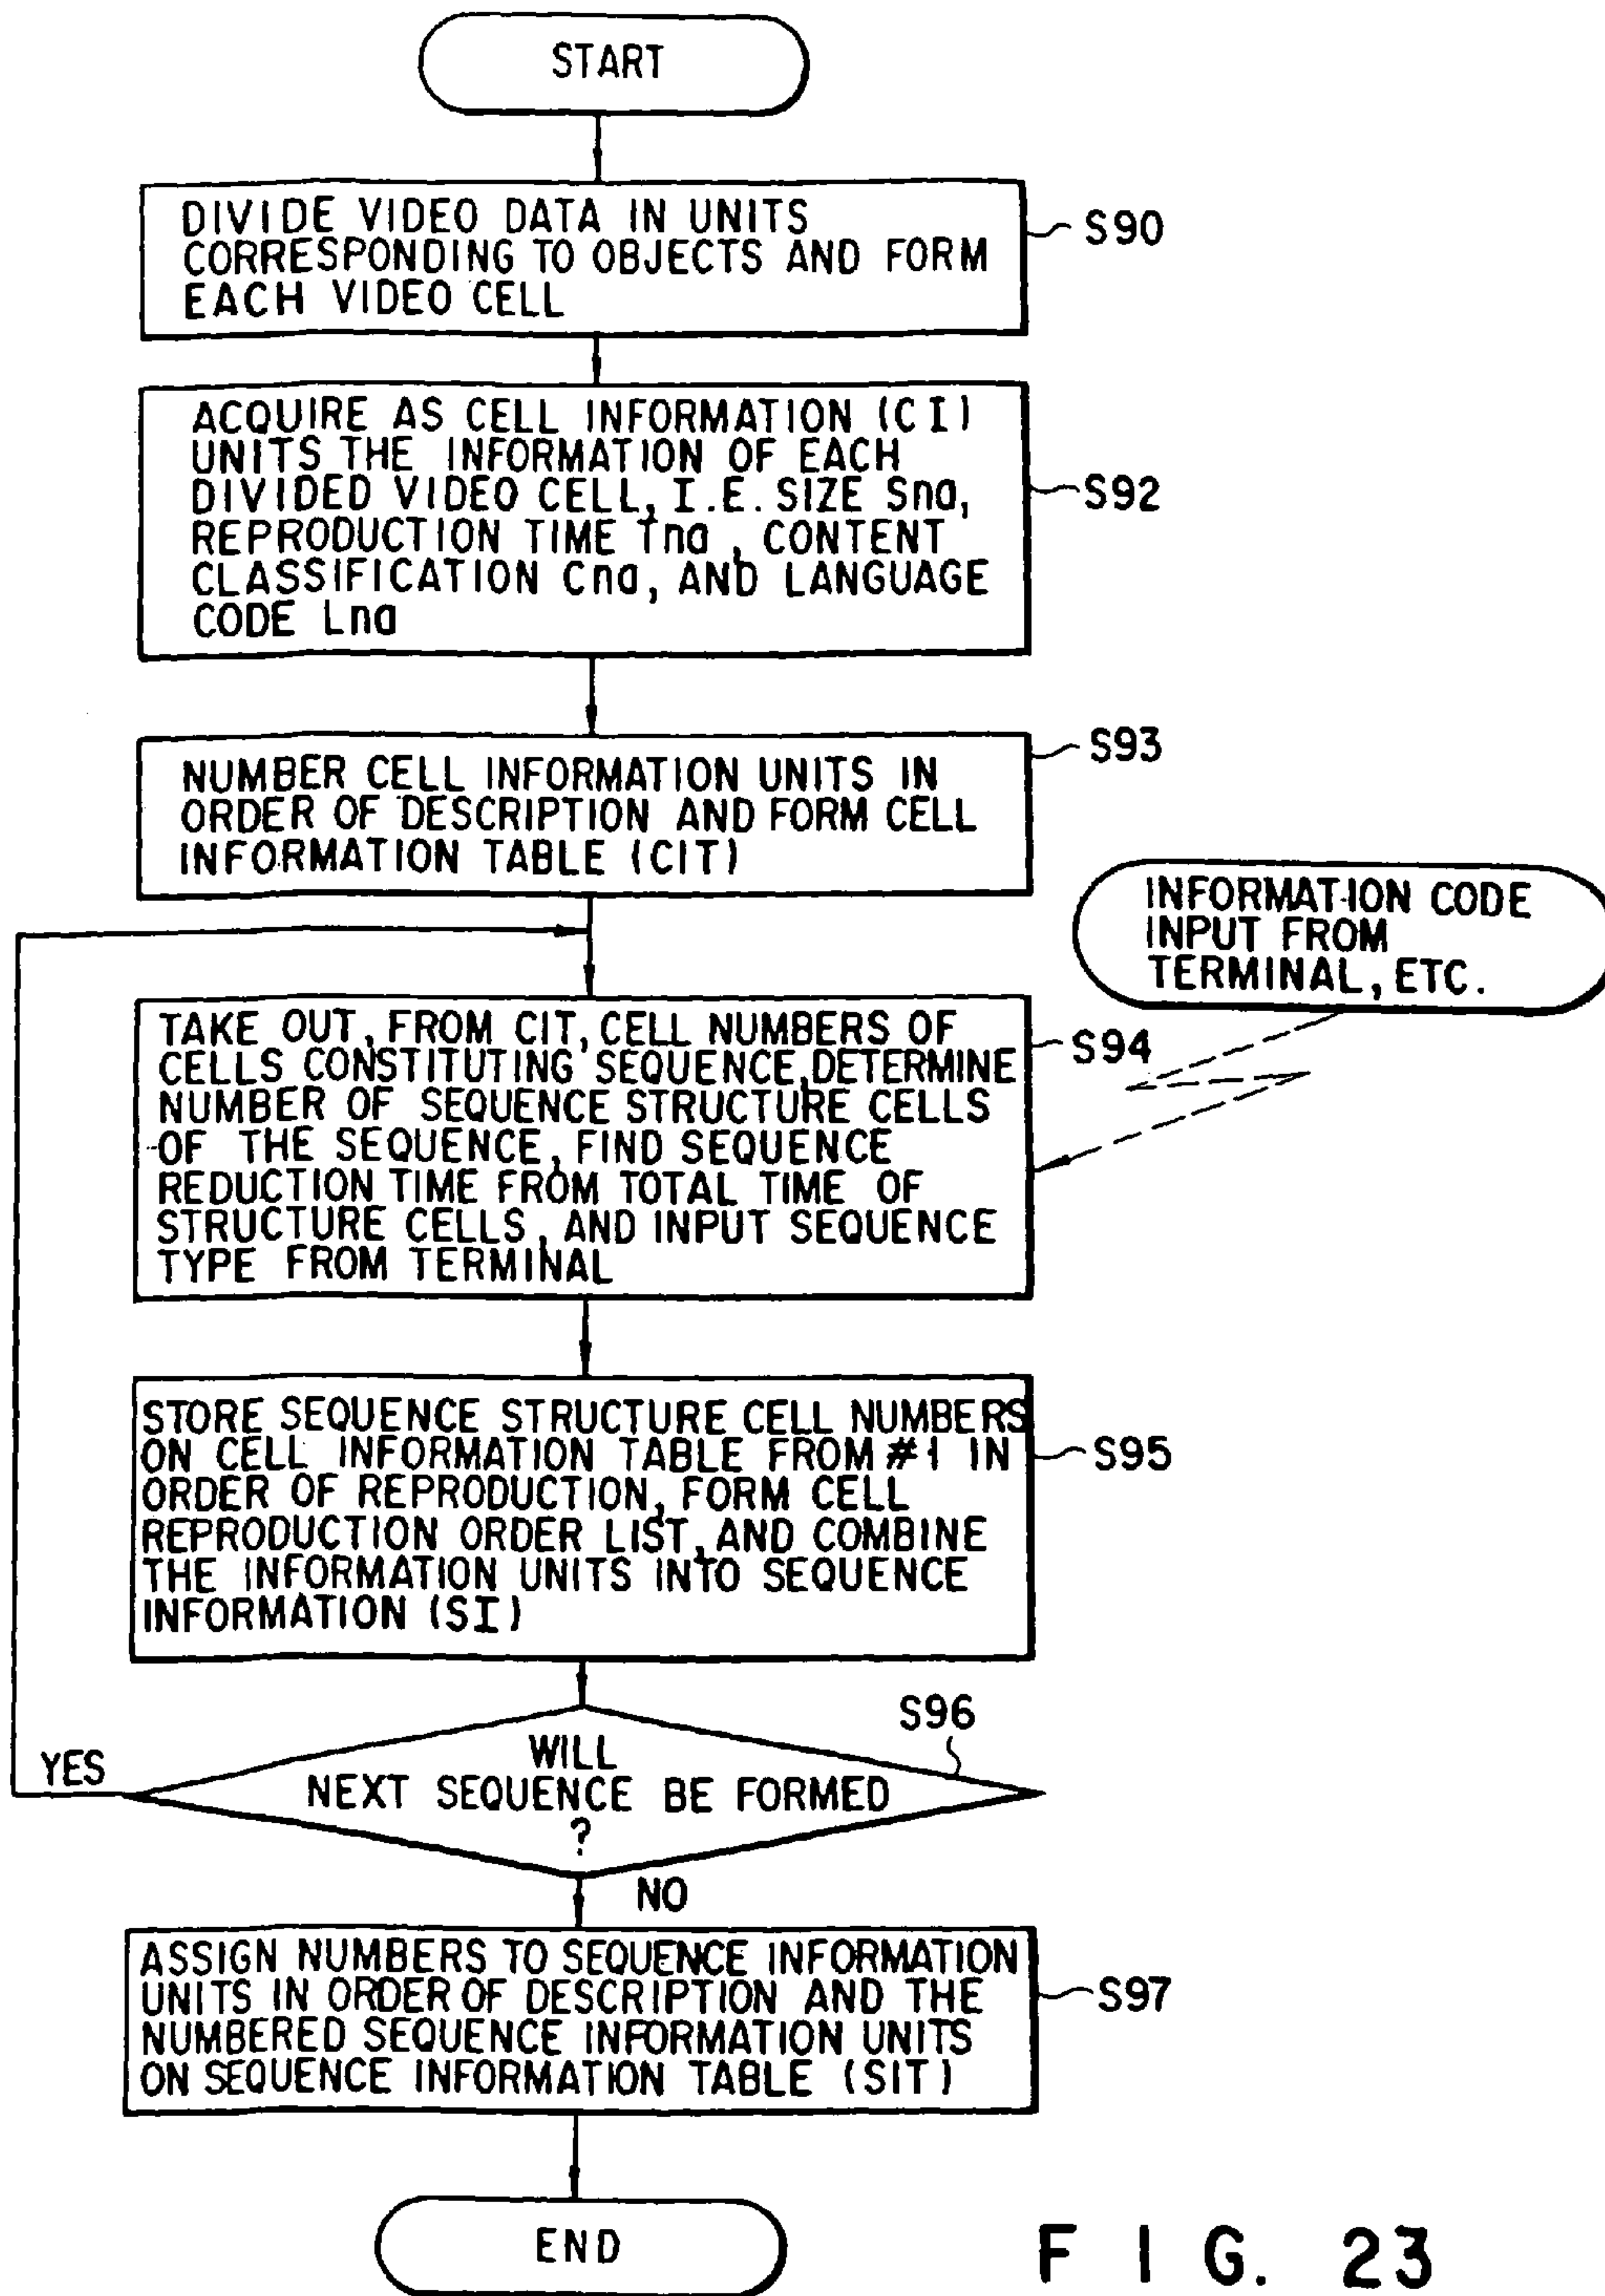 START
DIVIDE VIDEO DATA IN UNITS
CORRESPONDING TO OBJECTS AND FORM
EACH VIDEO CELL
S90
ACQUIRE AS CELL INFORMATION (CI)
UNITS THE INFORMATION OF EACH
DIVIDED VIDEO CELL, I.E. SIZE Sna,
REPRODUCTION TIME Tna, CONTENT
CLASSIFICATION Cna, AND LANGUAGE
CODE Lna
S92
NUMBER CELL INFORMATION UNITS IN
ORDER OF DESCRIPTION AND FORM CELL
INFORMATION TABLE (CIT)
S93
INFORMATION CODE
INPUT FROM
TERMINAL, ETC.
TAKE OUT, FROM CIT, CELL NUMBERS OF
CELLS CONSTITUTING SEQUENCE, DETERMINE
NUMBER OF SEQUENCE STRUCTURE CELLS
OF THE SEQUENCE, FIND SEQUENCE
REDUCTION TIME FROM TOTAL TIME OF
STRUCTURE CELLS, AND INPUT SEQUENCE
TYPE FROM TERMINAL
S94
STORE SEQUENCE STRUCTURE CELL NUMBERS
ON CELL INFORMATION TABLE FROM #1 IN
ORDER OF REPRODUCTION, FORM CELL
REPRODUCTION ORDER LIST, AND COMBINE
THE INFORMATION UNITS INTO SEQUENCE
INFORMATION (SI)
S95
S96
WILL
NEXT SEQUENCE BE FORMED
?
YES
NO
ASSIGN NUMBERS TO SEQUENCE INFORMATION
UNITS IN ORDER OF DESCRIPTION AND THE
NUMBERED SEQUENCE INFORMATION UNITS
ON SEQUENCE INFORMATION TABLE (SIT)
S97
END
FIG. 23